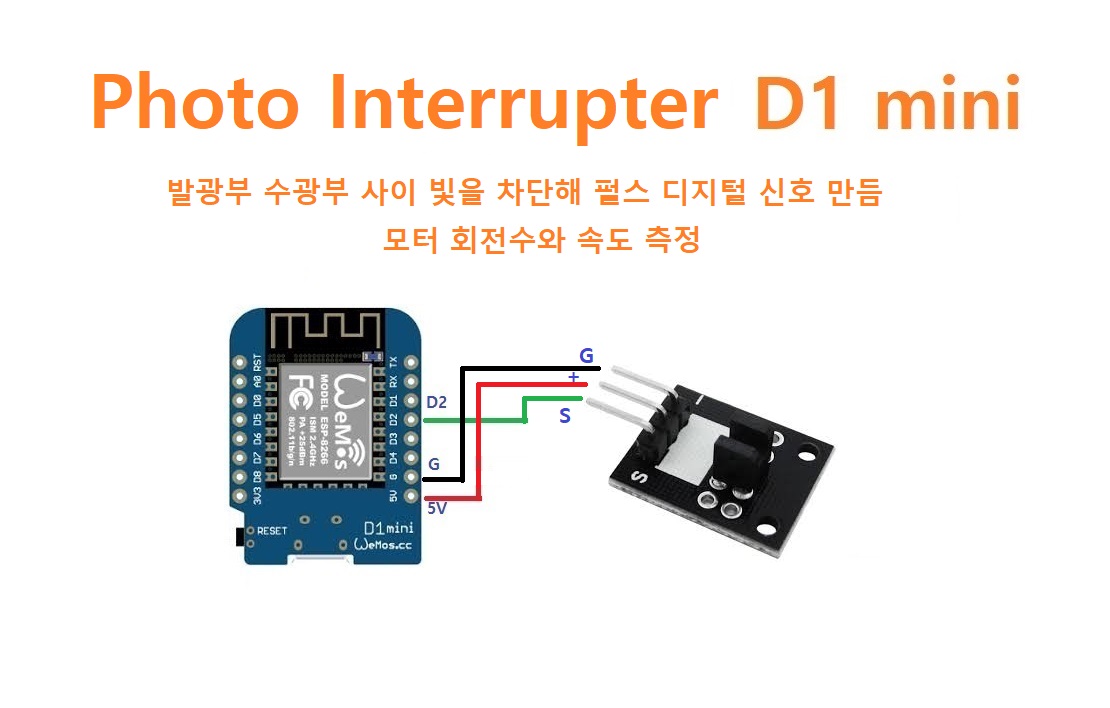 Photo Interrupter D1 mini
발광부 수광부 사이 빛을 차단해 펄스 디지털 신호 만듬
모터 회전수와 속도 측정
RST
A0
D0
D5
D6
D7
D8
3V3
WeMos
MODEL ESP-8266
ISM 2.4GHz
PA +25dBm
802.11b/g/n
FC
TX
RX
D1
D2
D3
D4
G
5V
RESET
D1 mini
WeMos.cc
D2
G
5V
G
+
S
S